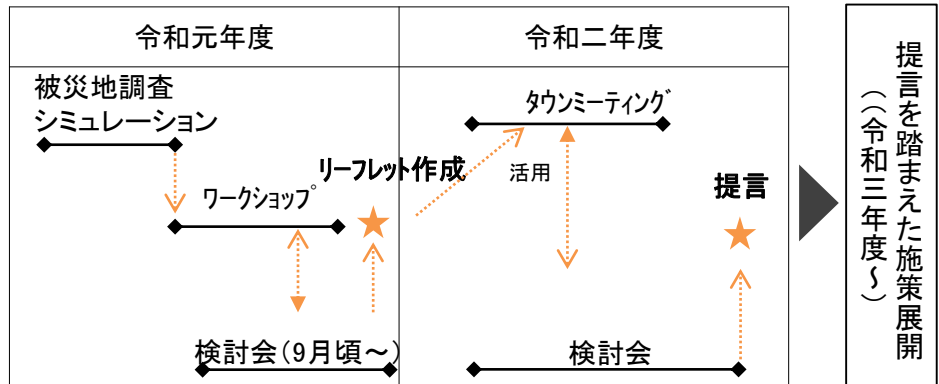 令和元年度
令和二年度
被災地調査
シミュレーション
ﾀｳﾝﾐｰﾃｨﾝｸﾞ
リーフレット作成
活用
ﾜｰｸｼｮｯﾌﾟ
提言
検討会(9月頃～)
検討会
提言を踏まえた施策展開
（（令和三年度～）